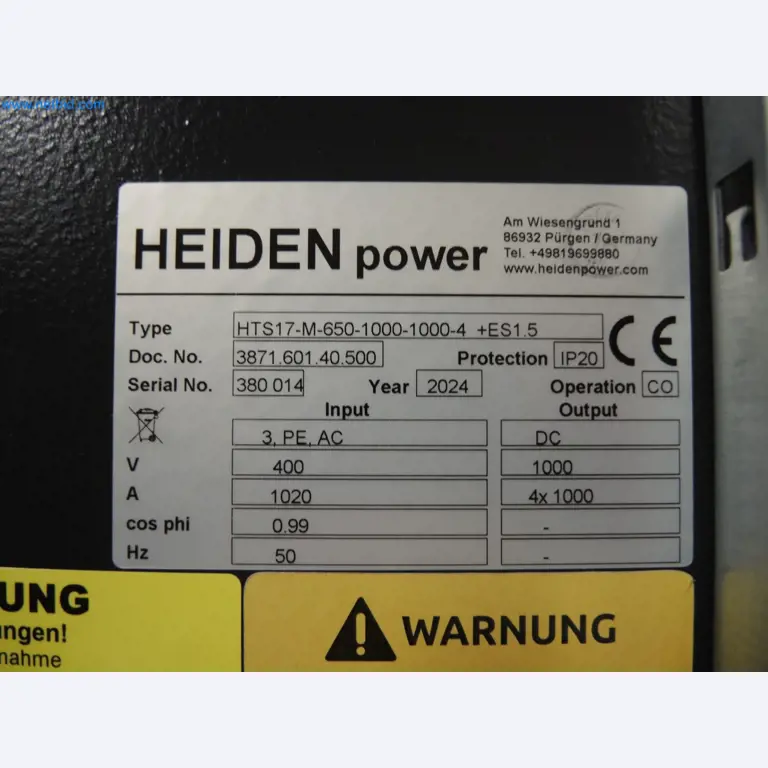 HEIDEN power
Am Wiesengrund 1
86932 Pürgen / Germany
Tel. +49819699880
www.heidenpower.com
Type HTS17-M-650-1000-1000-4 +ES1.5
Doc. No. 3871.601.40.500 Protection IP20 CE
Serial No. 380 014 Year 2024 Operation CO
Input Output
3, PE, AC DC
V 400 1000
A 1020 4x 1000
cos phi 0.99 -
Hz 50 -
UNG
ungen!
nahme
WARNUNG